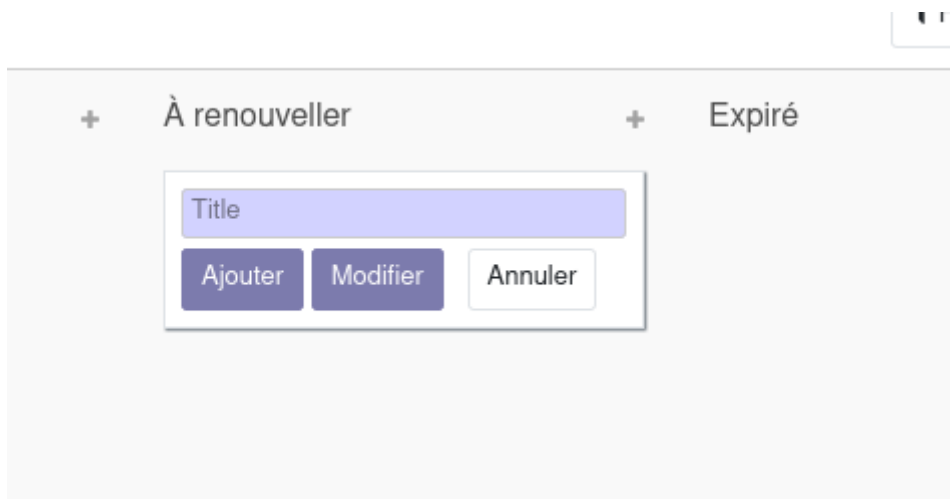 À renouveller
Expiré
Title
Ajouter
Modifier
Annuler